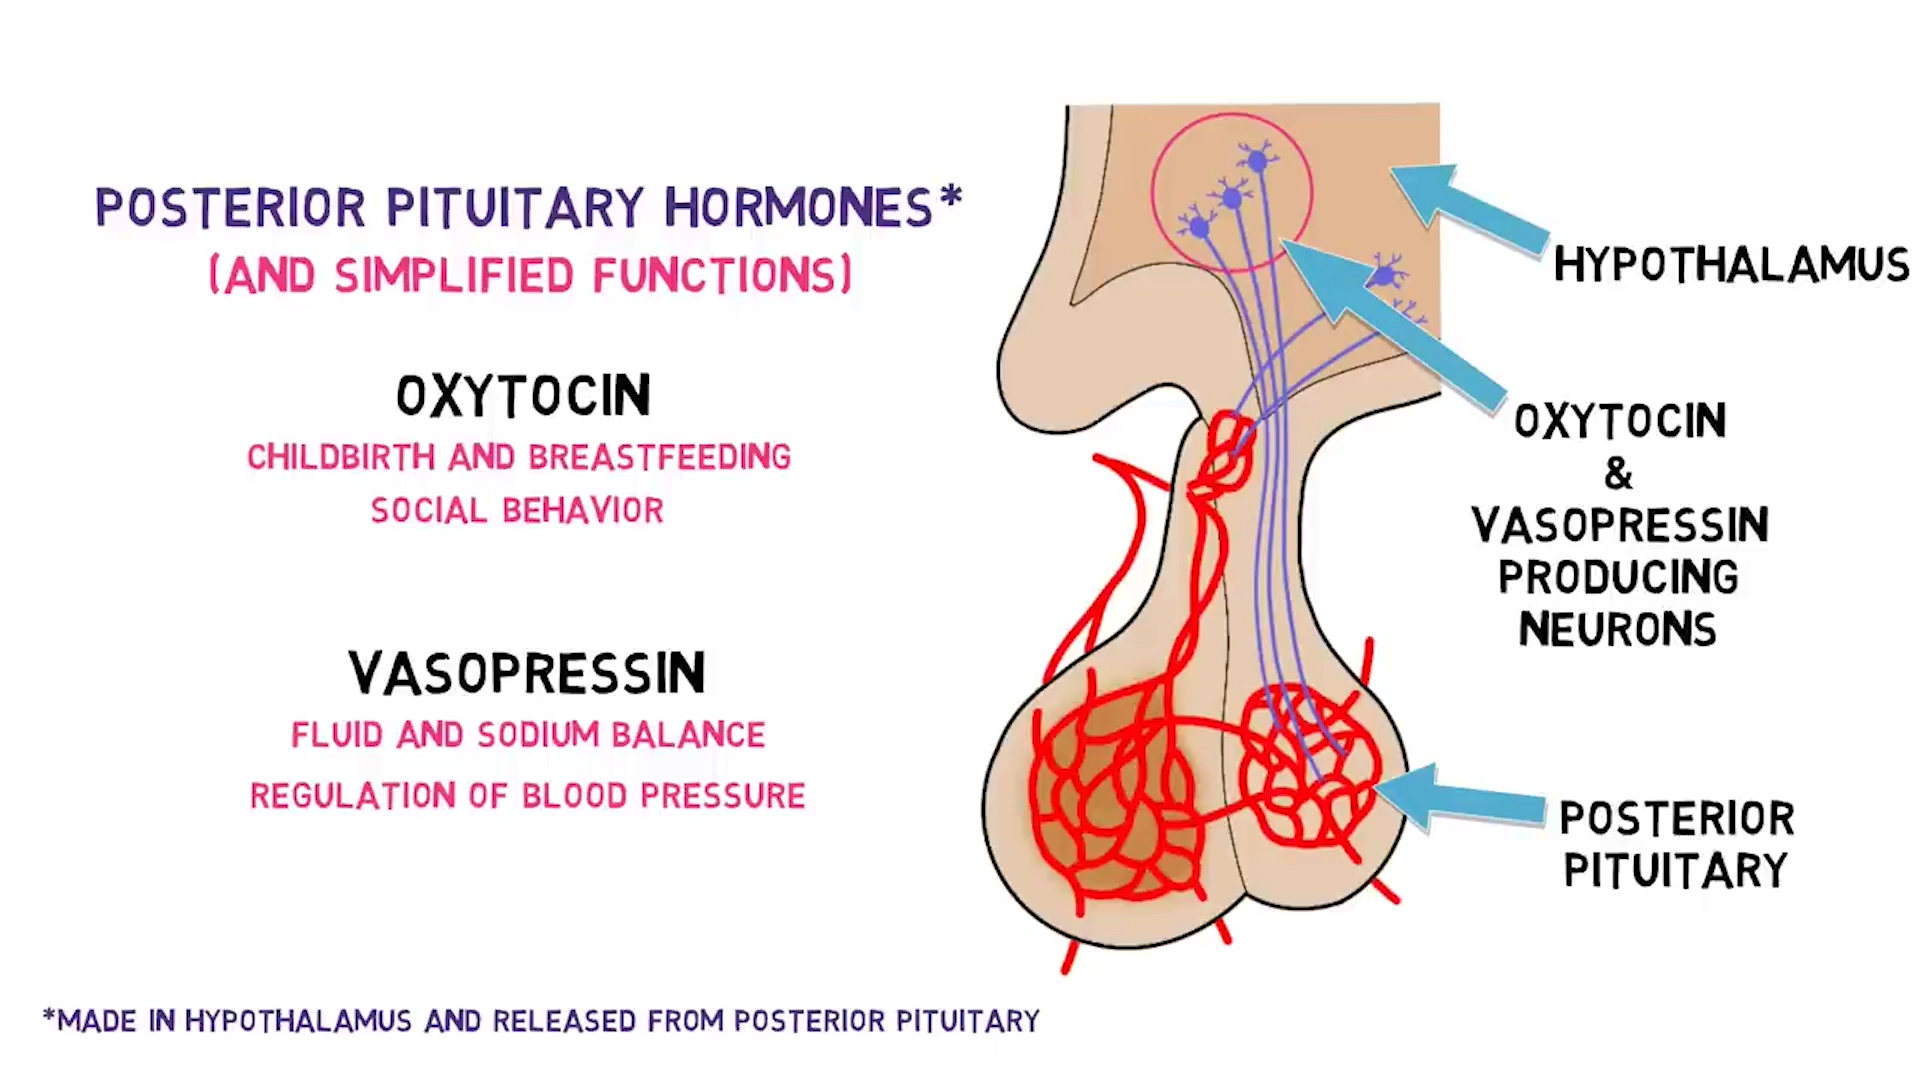 POSTERIOR PITUITARY HORMONES*
(AND SIMPLIFIED FUNCTIONS)
OXYTOCIN
CHILDBIRTH AND BREASTFEEDING
SOCIAL BEHAVIOR
VASOPRESSIN
FLUID AND SODIUM BALANCE
REGULATION OF BLOOD PRESSURE
*MADE IN HYPOTHALAMUS AND RELEASED FROM POSTERIOR PITUITARY
HYPOTHALAMUS
OXYTOCIN
&
VASOPRESSIN
PRODUCING
NEURONS
POSTERIOR
PITUITARY